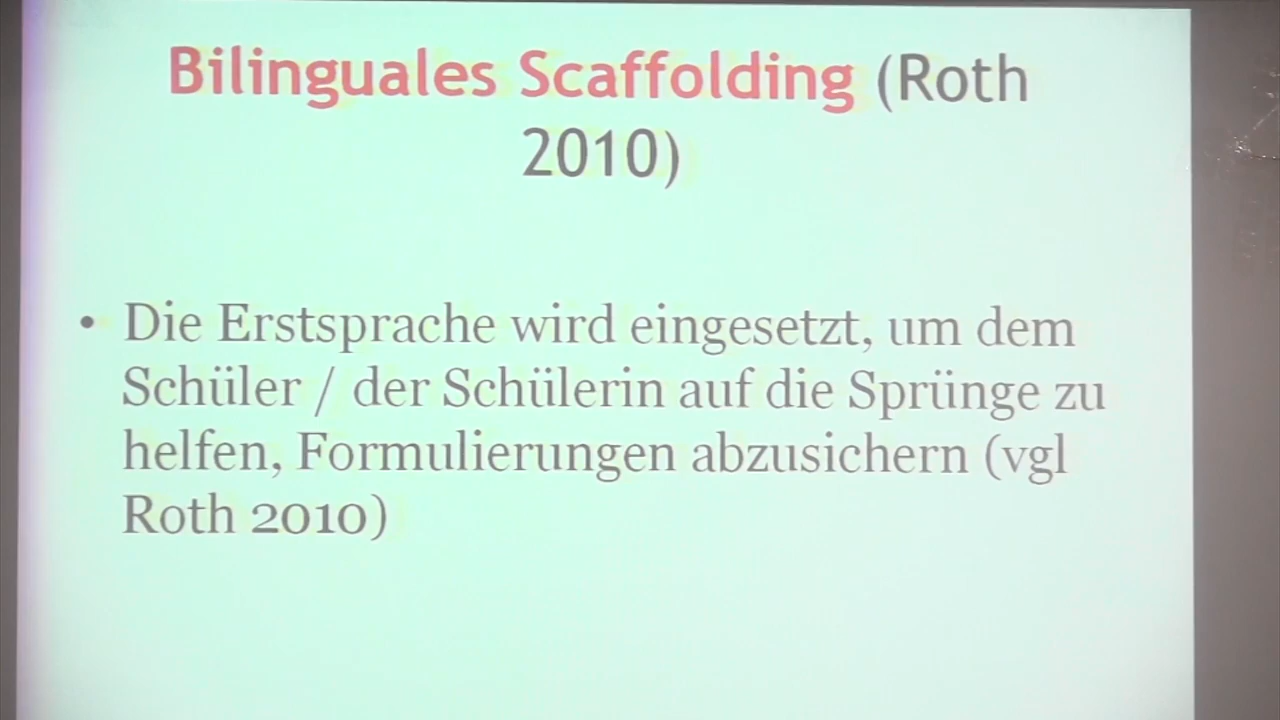 Bilinguales Scaffolding (Roth
2010)
• Die Erstsprache wird eingesetzt, um dem
Schüler / der Schülerin auf die Sprünge zu
helfen, Formulierungen abzusichern (vgl
Roth 2010)